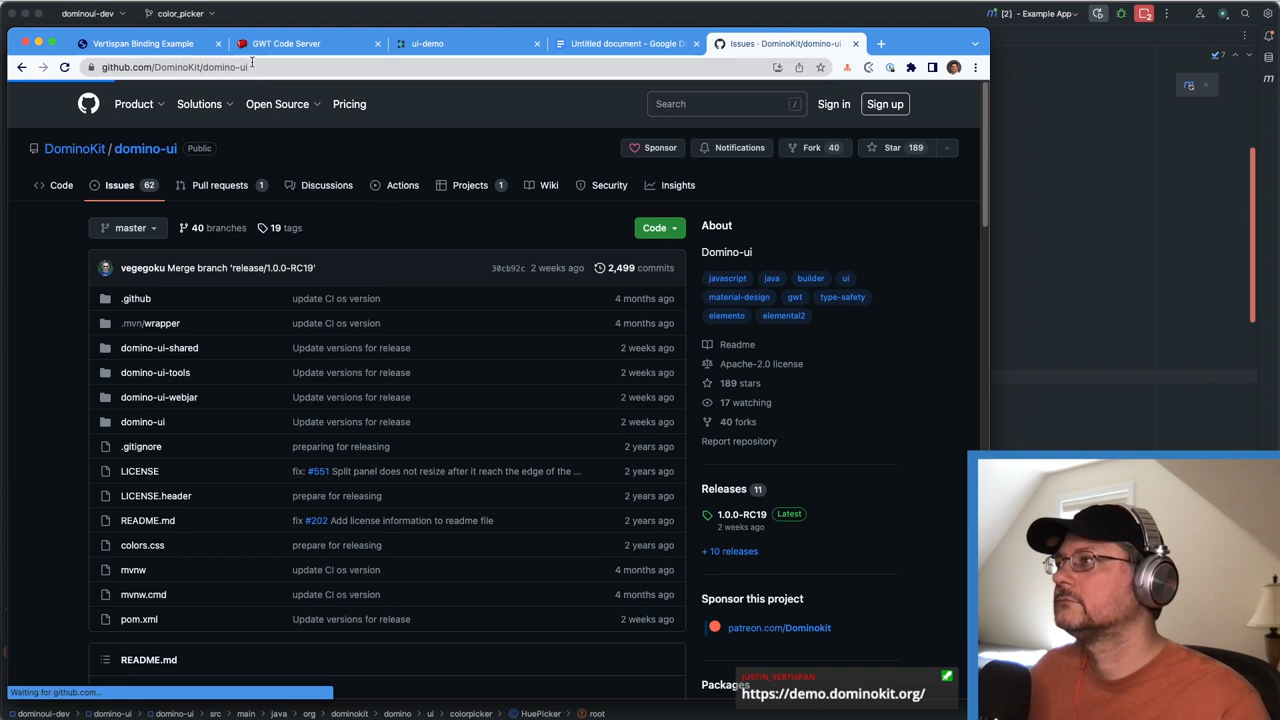 dominoui-dev color_picker [2] - Example App
Vertispan Binding Example GWT Code Server ui-demo Untitled document - Google D Issues · DominoKit/domino-ui ·
github.com/DominoKit/domino-ui
Product Solutions Open Source Pricing Search / Sign in Sign up
DominoKit / domino-ui Public Sponsor Notifications Fork 40 Star 189
Code Issues 62 Pull requests 1 Discussions Actions Projects 1 Wiki Security Insights
master 40 branches 19 tags Code
vegegoku Merge branch 'release/1.0.0-RC19' 30cb92c 2 weeks ago 2,499 commits
.github update CI os version 4 months ago
.mvn/wrapper update CI os version 4 months ago
domino-ui-shared Update versions for release 2 weeks ago
domino-ui-tools Update versions for release 2 weeks ago
domino-ui-webjar Update versions for release 2 weeks ago
domino-ui Update versions for release 2 weeks ago
.gitignore preparing for releasing 2 years ago
LICENSE fix: #551 Split panel does not resize after it reach the edge of the ... 2 years ago
LICENSE.header prepare for releasing 2 years ago
README.md fix #202 Add license information to readme file 2 years ago
colors.css prepare for releasing 2 years ago
mvnw update CI os version 4 months ago
mvnw.cmd update CI os version 4 months ago
pom.xml Update versions for release 2 weeks ago
README.md
About
Domino-ui
javascript java builder ui
material-design gwt type-safety
elemento elemental2
Readme
Apache-2.0 license
189 stars
17 watching
40 forks
Report repository
Releases 11
1.0.0-RC19 Latest
2 weeks ago
+ 10 releases
Sponsor this project
patreon.com/Dominokit
Packages
7
JUSTIN_VERTISPAN
https://demo.dominokit.org/
Waiting for github.com...
dominoui-dev domino-ui domino-ui src main java org dominokit domino ui colorpicker HuePicker root